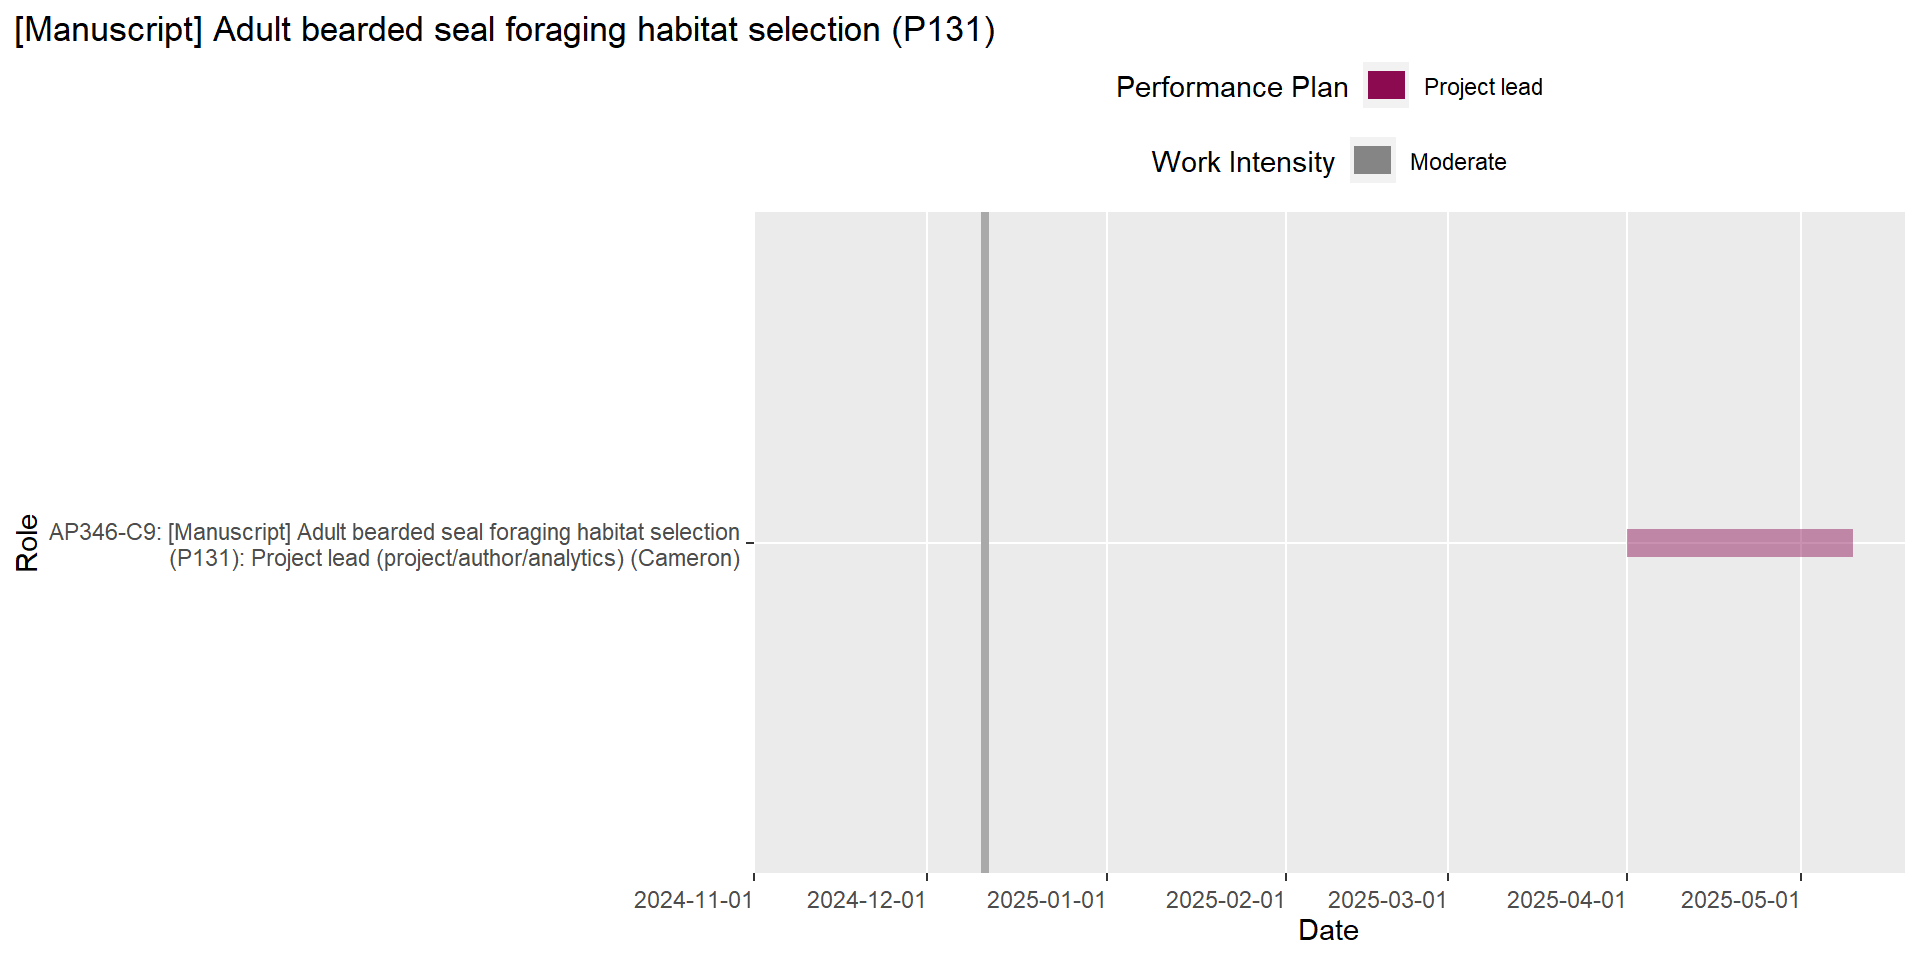 [Manuscript] Adult bearded seal foraging habitat selection (P131)
Performance Plan
Project lead
Work Intensity
Moderate
Role
AP346-C9: [Manuscript] Adult bearded seal foraging habitat selection
(P131): Project lead (project/author/analytics) (Cameron)
2024-11-01
2024-12-01
2025-01-01
2025-02-01
2025-03-01
2025-04-01
2025-05-01
Date